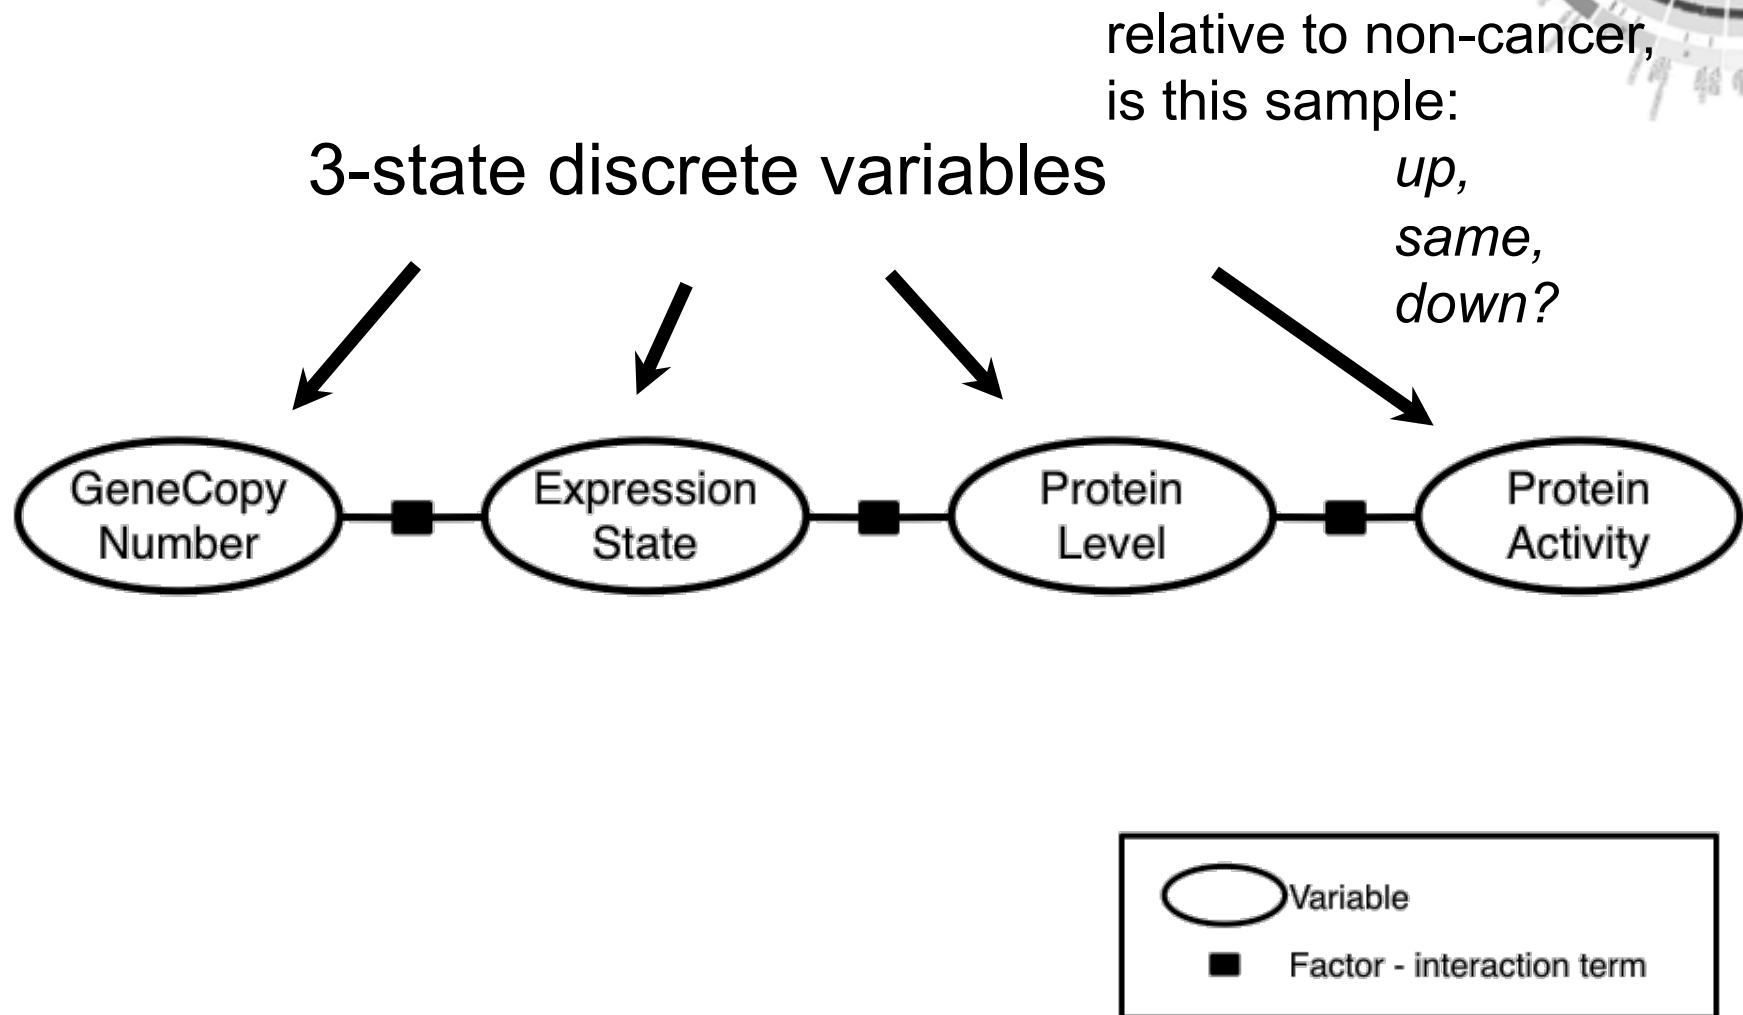 relative to non-cancer,
is this sample:
up,
same,
down?
3-state discrete variables
GeneCopy
Number
Expression
State
Protein
Level
Protein
Activity
Variable
Factor - interaction term